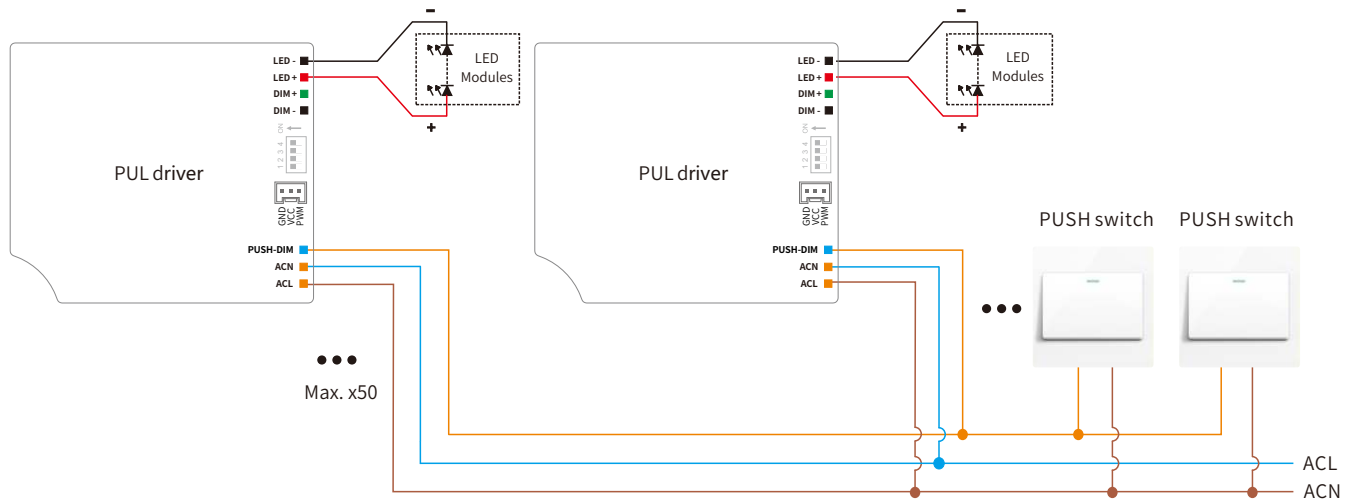 LED -
LED +
DIM +
DIM -
ON
1 2 3 4
PUL driver
GND
VCC
PWM
PUSH-DIM
ACN
ACL
-
LED
Modules
+
Max. x50
LED -
LED +
DIM +
DIM -
ON
1 2 3 4
PUL driver
GND
VCC
PWM
PUSH-DIM
ACN
ACL
-
LED
Modules
+
PUSH switch
PUSH switch
ACL
ACN